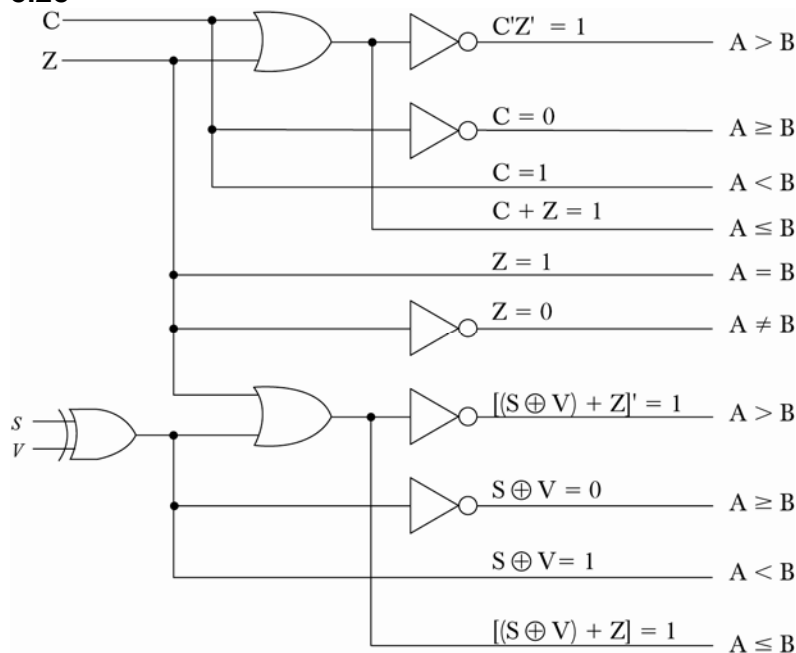 C
C'Z' = 1
A > B
Z
C = 0
A ≥ B
C =1
A < B
C + Z = 1
A ≤ B
Z = 1
A = B
Z = 0
A ≠ B
[(S ⊕ V) + Z]' = 1
A > B
S
V
S ⊕ V = 0
A ≥ B
S ⊕ V= 1
A < B
[(S ⊕ V) + Z] = 1
A ≤ B